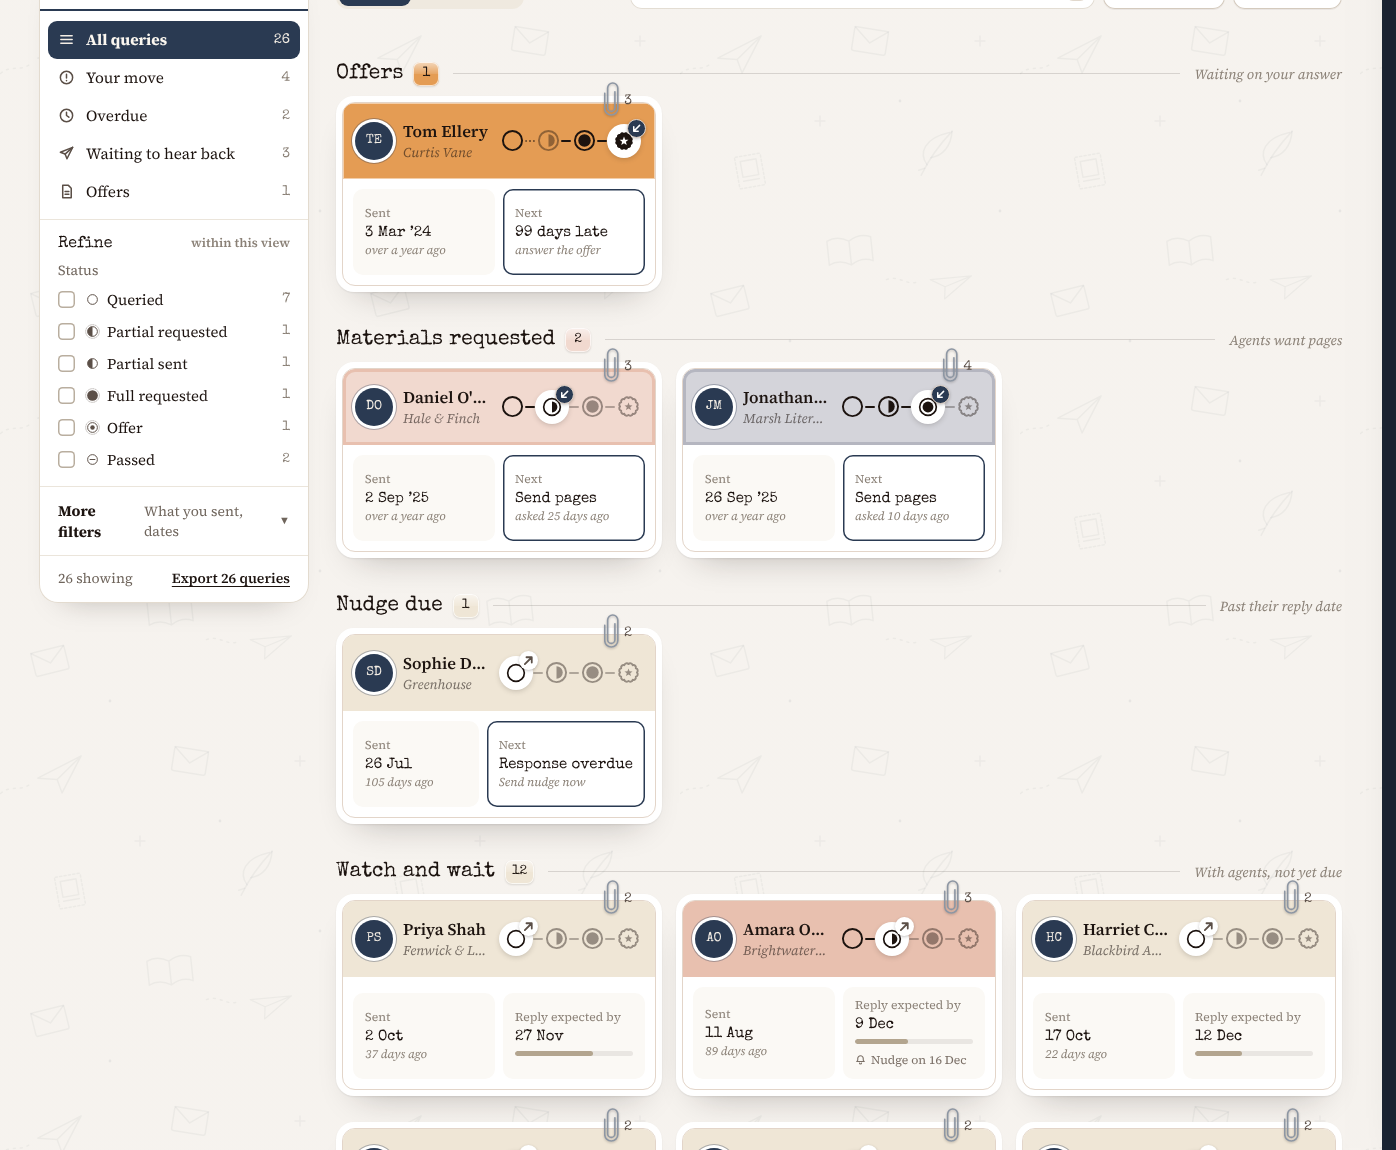 All queries 26
Your move 4
Overdue 2
Waiting to hear back 3
Offers 1
Refine within this view
Status
Queried 7
Partial requested 1
Partial sent 1
Full requested 1
Offer 1
Passed 2
More filters
What you sent, dates
26 showing Export 26 queries
Offers 1 Waiting on your answer
3
TE Tom Ellery
Curtis Vane
Sent
3 Mar ’24
over a year ago
Next
99 days late
answer the offer
Materials requested 2 Agents want pages
3
DO Daniel O'...
Hale & Finch
Sent
2 Sep ’25
over a year ago
Next
Send pages
asked 25 days ago
4
JM Jonathan...
Marsh Liter...
Sent
26 Sep ’25
over a year ago
Next
Send pages
asked 10 days ago
Nudge due 1 Past their reply date
2
SD Sophie D...
Greenhouse
Sent
26 Jul
105 days ago
Next
Response overdue
Send nudge now
Watch and wait 12 With agents, not yet due
2
PS Priya Shah
Fenwick & L...
Sent
2 Oct
37 days ago
Reply expected by
27 Nov
3
AO Amara O...
Brightwater...
Sent
11 Aug
89 days ago
Reply expected by
9 Dec
Nudge on 16 Dec
2
HC Harriet C...
Blackbird A...
Sent
17 Oct
22 days ago
Reply expected by
12 Dec
2
2
2